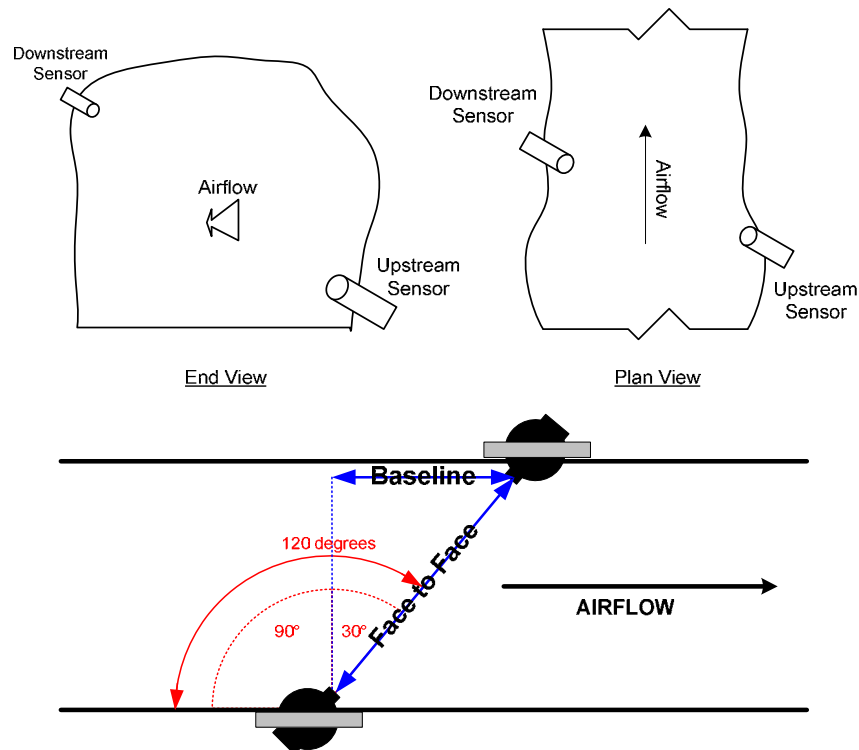 Downstream
Sensor
Airflow
Upstream
Sensor
End View
Downstream
Sensor
Airflow
Upstream
Sensor
Plan View
Baseline
120 degrees
Face to Face
90°
30°
AIRFLOW